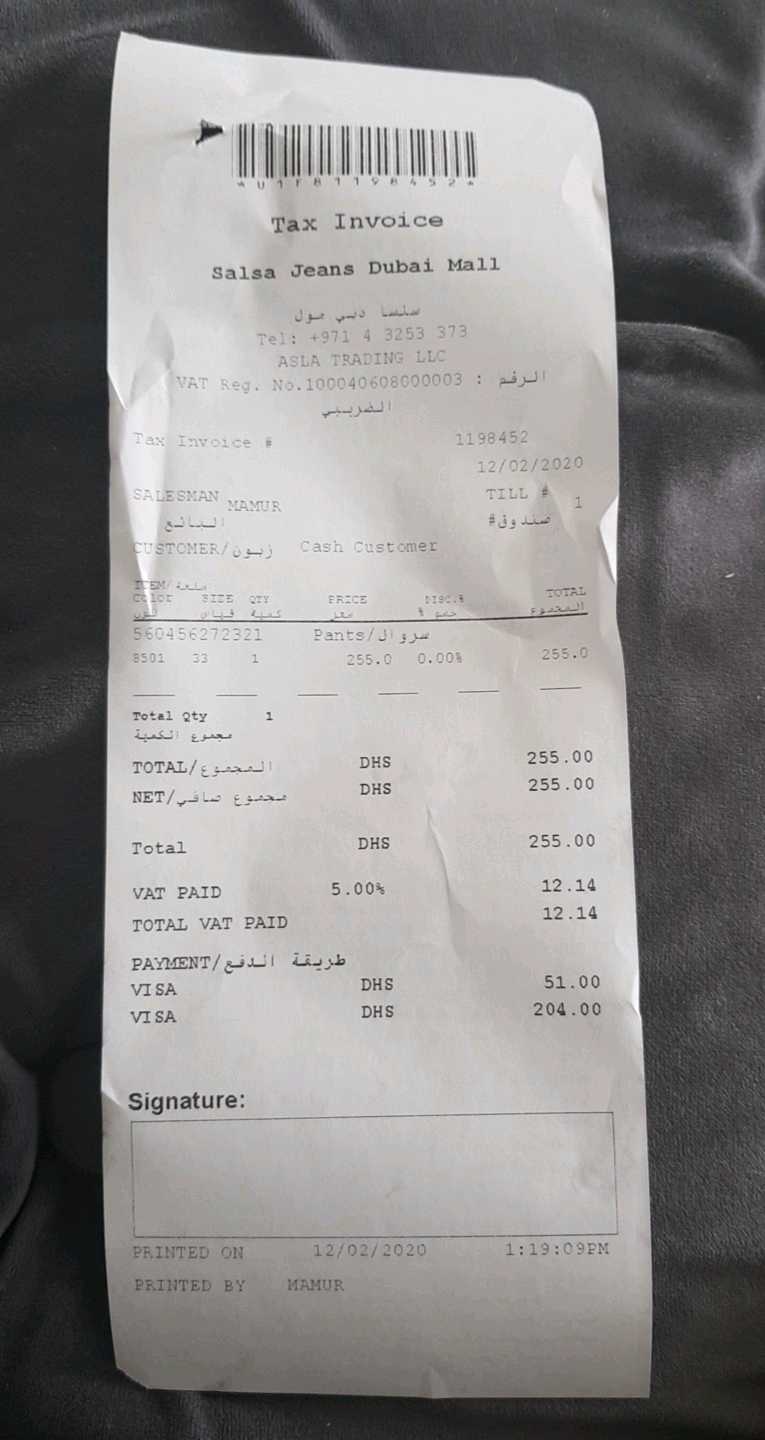 *U1F81198452*
Tax Invoice
Salsa Jeans Dubai Mall
سلسا دبي مول
Tel: +971 4 3253 373
ASLA TRADING LLC
VAT Reg. No.100040608000003 : الرقم
الضريبي
Tax Invoice # 1198452
12/02/2020
SALESMAN MAMUR TILL # 1
البائع صندوق#
CUSTOMER/زبون Cash Customer
ITEM/سلعة
Color SIZE QTY PRICE DISC.% TOTAL
لون قياس كمية سعر % خصم المجموع
560456272321 Pants/سروال
8501 33 1 255.0 0.00% 255.0
Total Qty 1
مجموع الكمية
TOTAL/المجموع DHS 255.00
NET/مجموع صافي DHS 255.00
Total DHS 255.00
VAT PAID 5.00% 12.14
TOTAL VAT PAID 12.14
PAYMENT/طريقة الدفع
VISA DHS 51.00
VISA DHS 204.00
Signature:
PRINTED ON 12/02/2020 1:19:09PM
PRINTED BY MAMUR